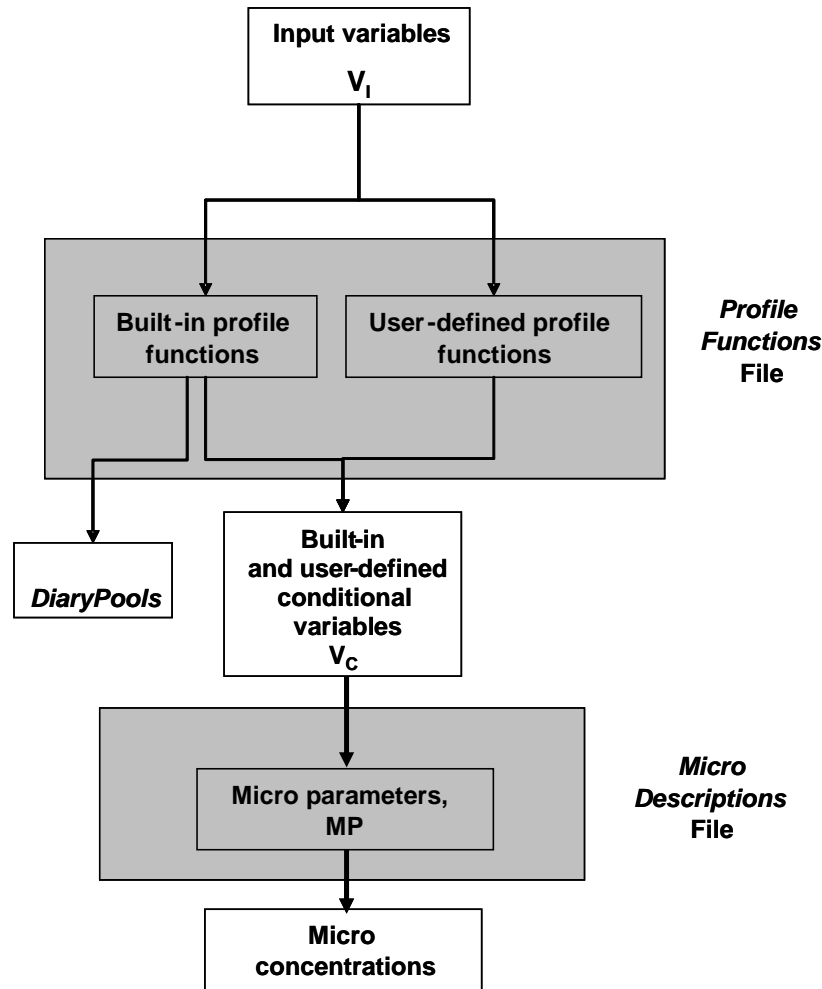 Input variables
V_I
Built-in profile
functions
User-defined profile
functions
Profile
Functions
File
DiaryPools
Built-in
and user-defined
conditional
variables
V_C
Micro parameters,
MP
Micro
Descriptions
File
Micro
concentrations